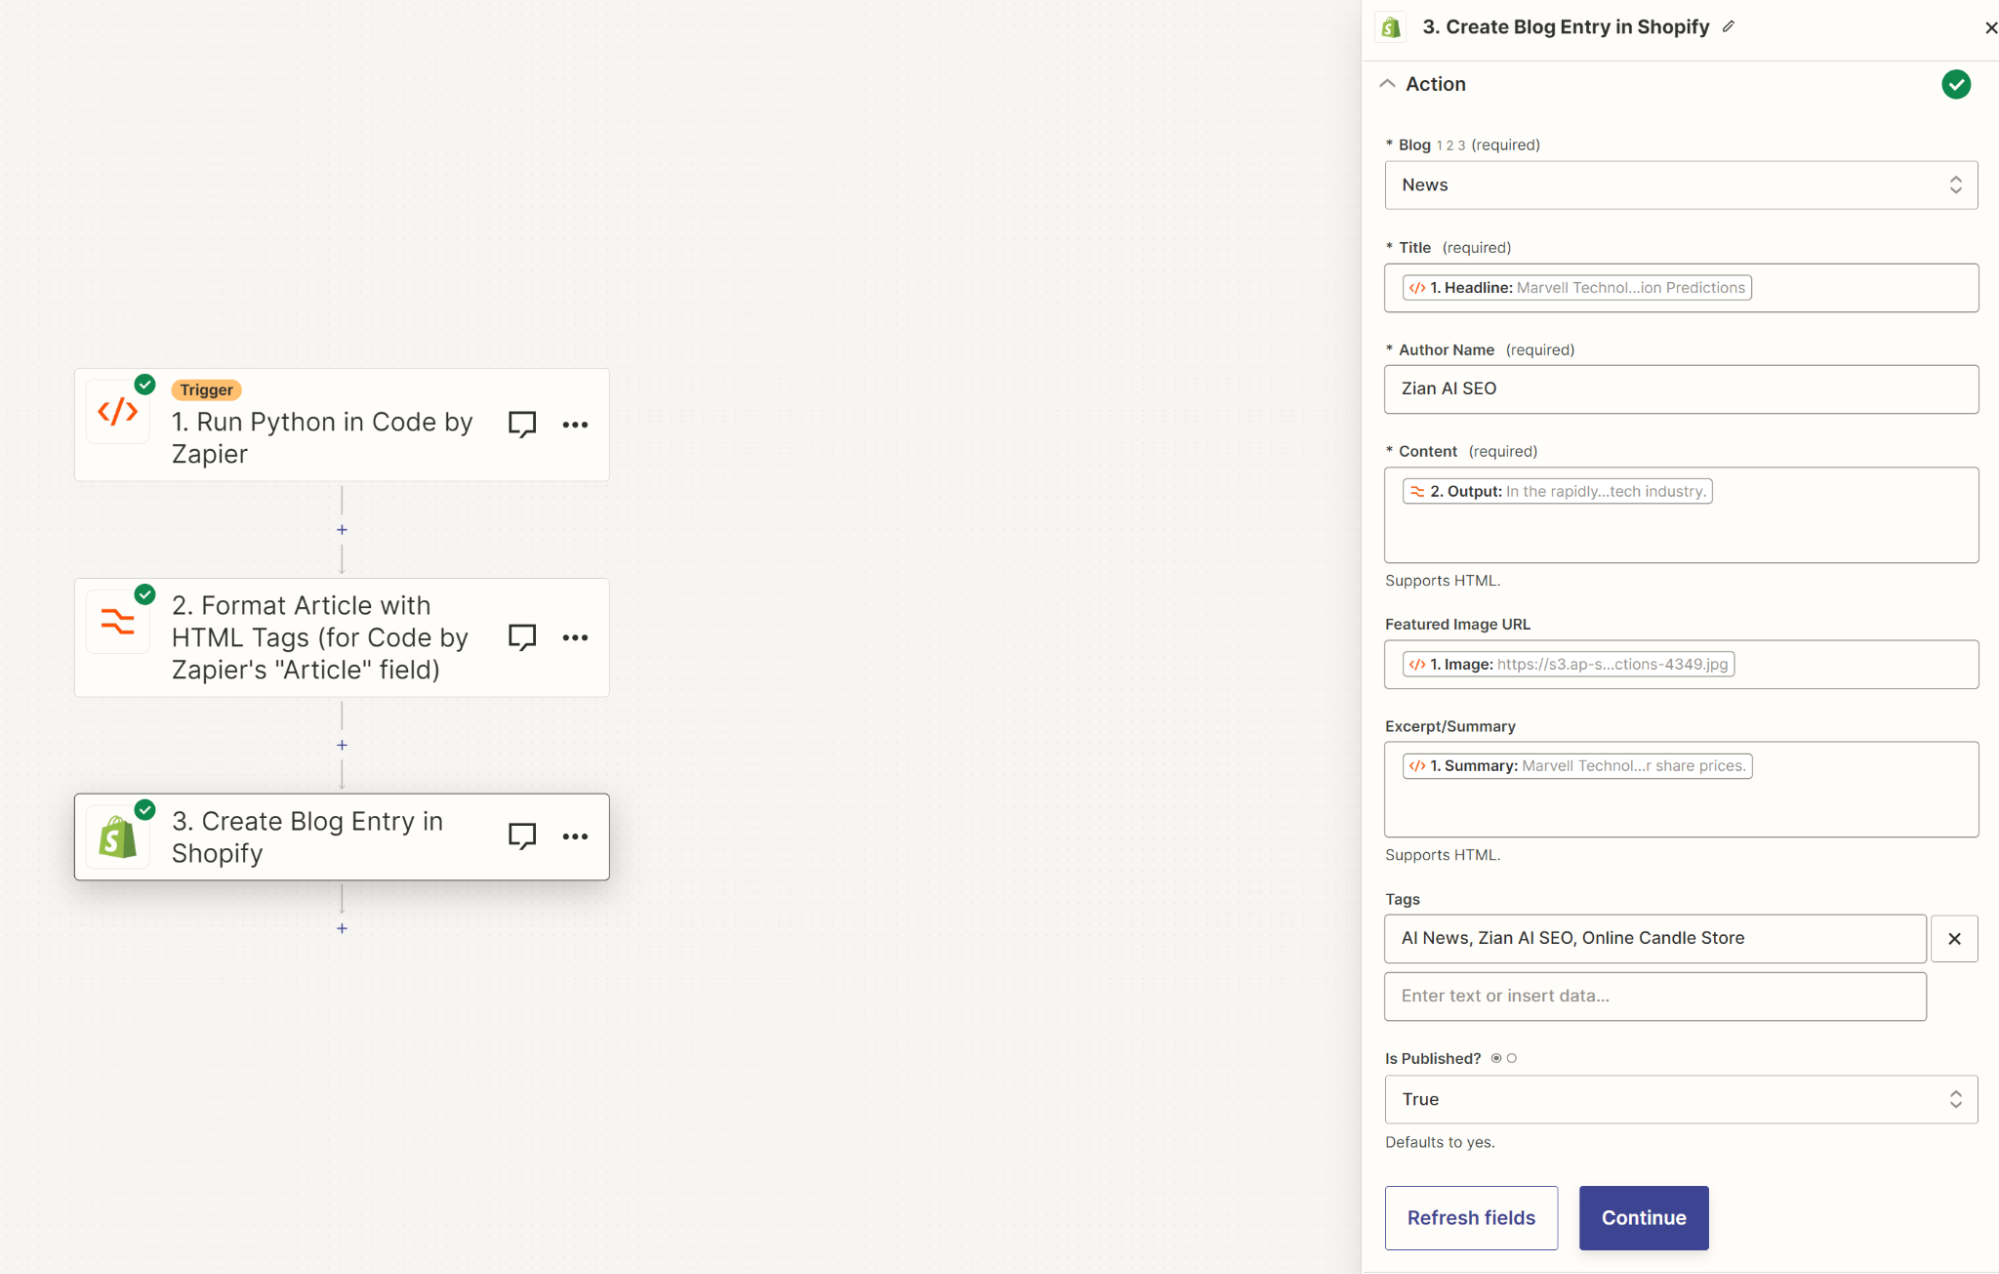 Trigger
1. Run Python in Code by
Zapier
+
2. Format Article with
HTML Tags (for Code by
Zapier's "Article" field)
+
3. Create Blog Entry in
Shopify
+
3. Create Blog Entry in Shopify
Action
* Blog 1 2 3 (required)
News
* Title (required)
</> 1. Headline: Marvell Technol...ion Predictions
* Author Name (required)
Zian AI SEO
* Content (required)
2. Output: In the rapidly...tech industry.
Supports HTML.
Featured Image URL
</> 1. Image: https://s3.ap-s...ctions-4349.jpg
Excerpt/Summary
</> 1. Summary: Marvell Technol...r share prices.
Supports HTML.
Tags
AI News, Zian AI SEO, Online Candle Store
Enter text or insert data...
Is Published?
True
Defaults to yes.
Refresh fields
Continue